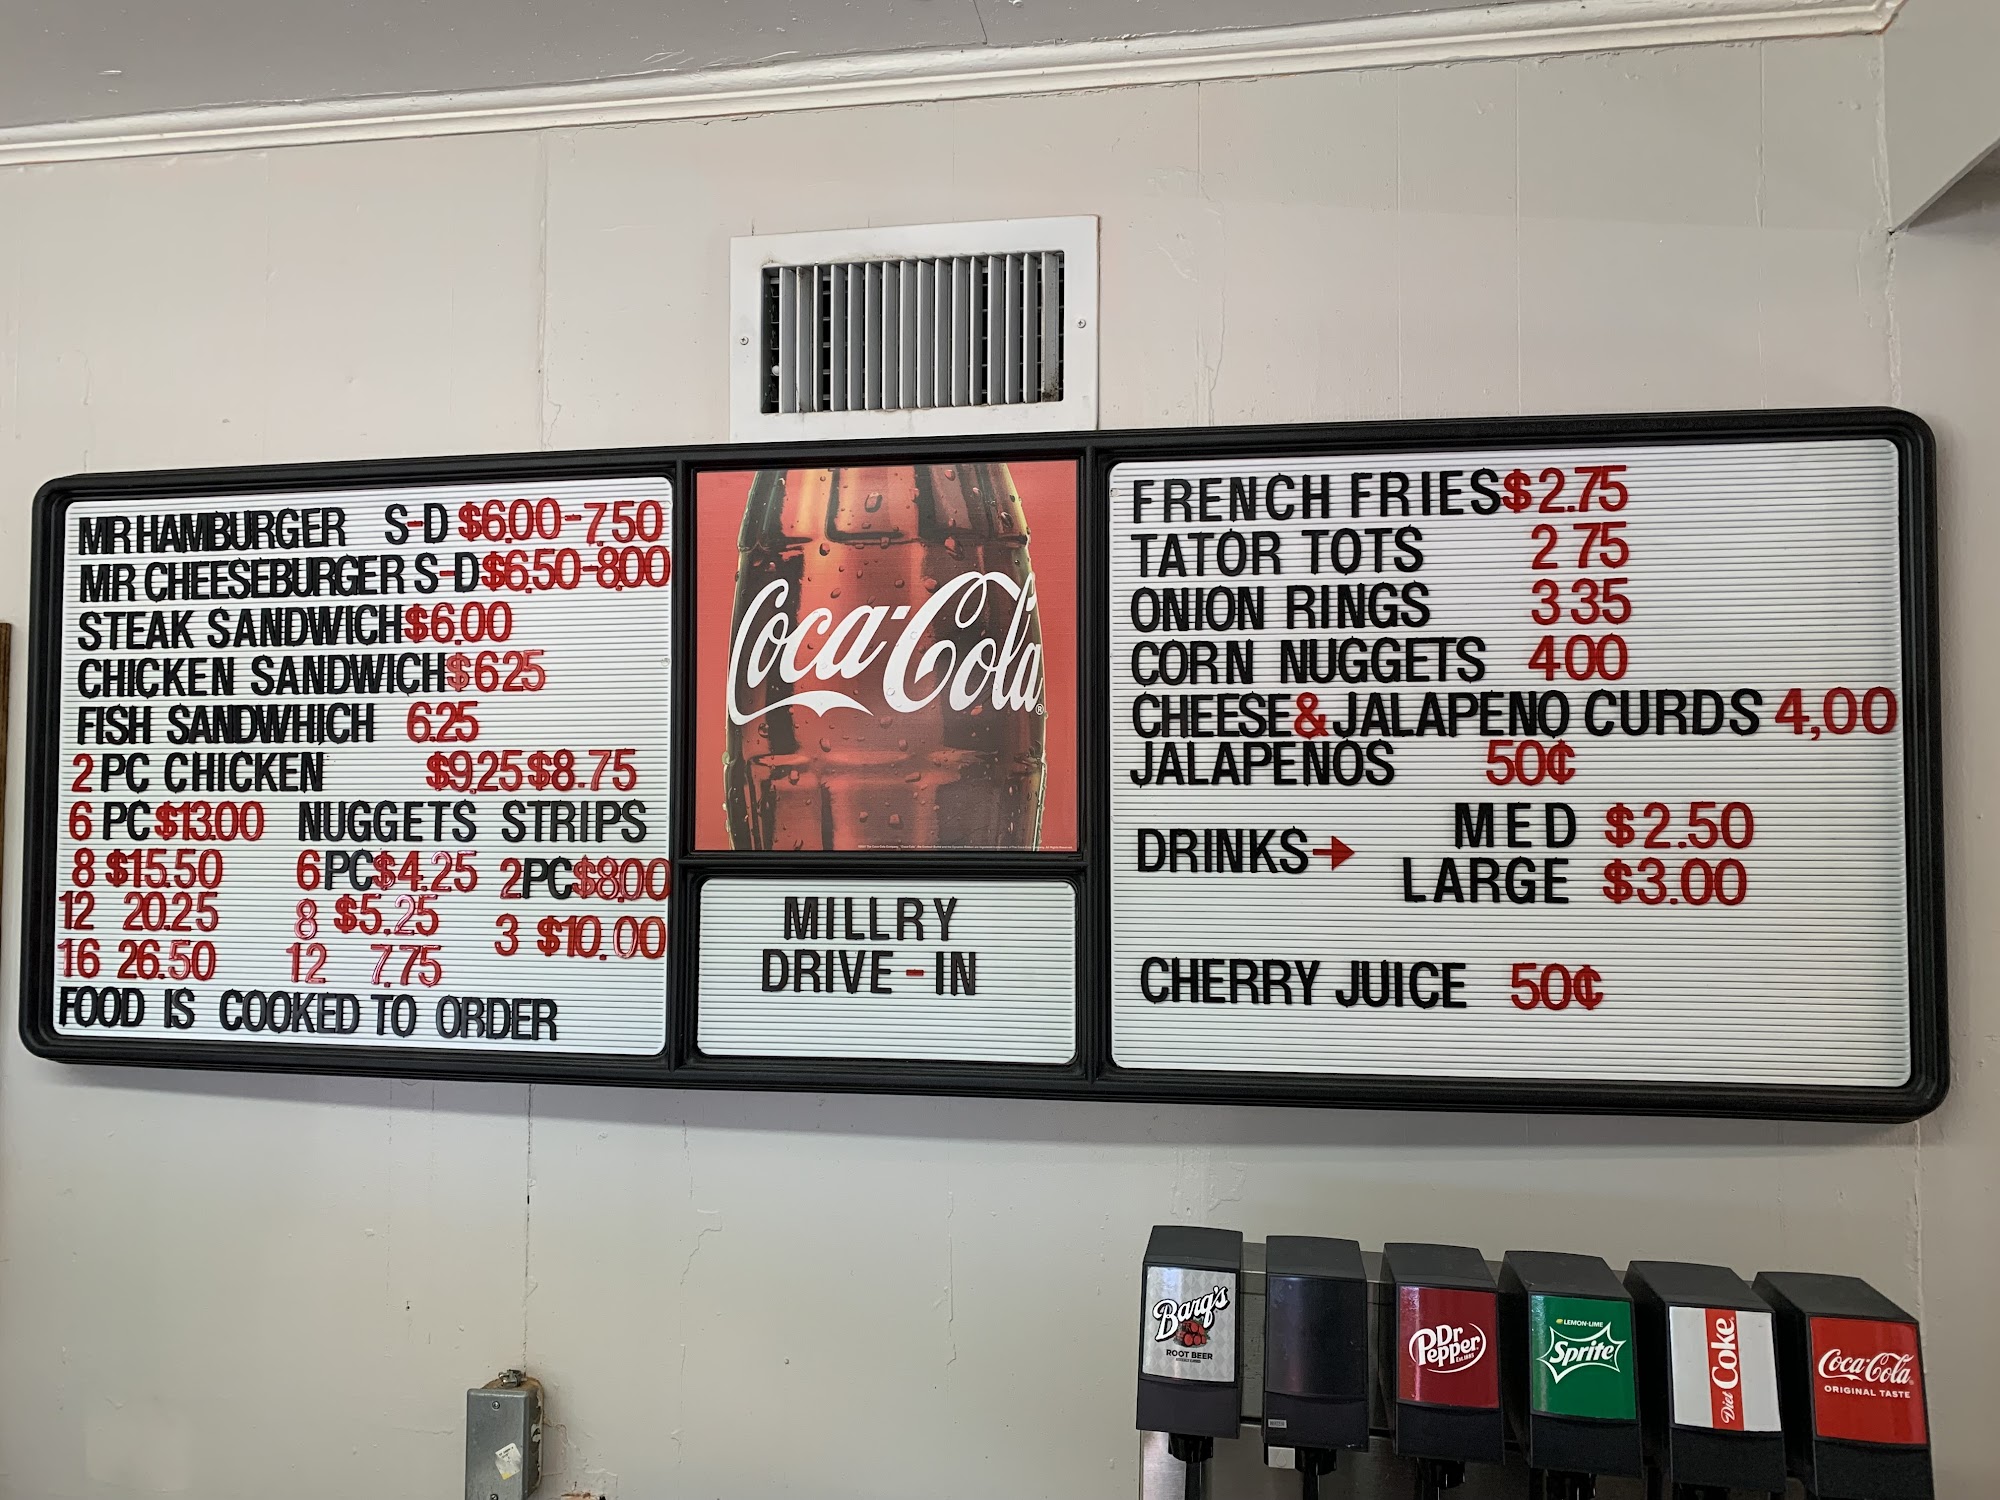 MR HAMBURGER S-D $6.00-7.50
MR CHEESEBURGER S-D $6.50-8.00
STEAK SANDWICH $6.00
CHICKEN SANDWICH $6 25
FISH SANDWHICH 6.25
2 PC CHICKEN $9.25 $8.75
6 PC $13.00 NUGGETS STRIPS
8 $15.50 6 PC $4.25 2PC $8.00
12 20.25 8 $5.25 3 $10.00
16 26.50 12 7.75
FOOD IS COOKED TO ORDER
Coca-Cola
MILLRY
DRIVE-IN
FRENCH FRIES $2.75
TATOR TOTS 2 75
ONION RINGS 3 35
CORN NUGGETS 4 00
CHEESE & JALAPENO CURDS 4,00
JALAPENOS 50¢
DRINKS→ MED $2.50
LARGE $3.00
CHERRY JUICE 50¢
Barq's
ROOT BEER
Dr
Pepper
LEMON-LIME
Sprite
Diet Coke
Coca-Cola
ORIGINAL TASTE